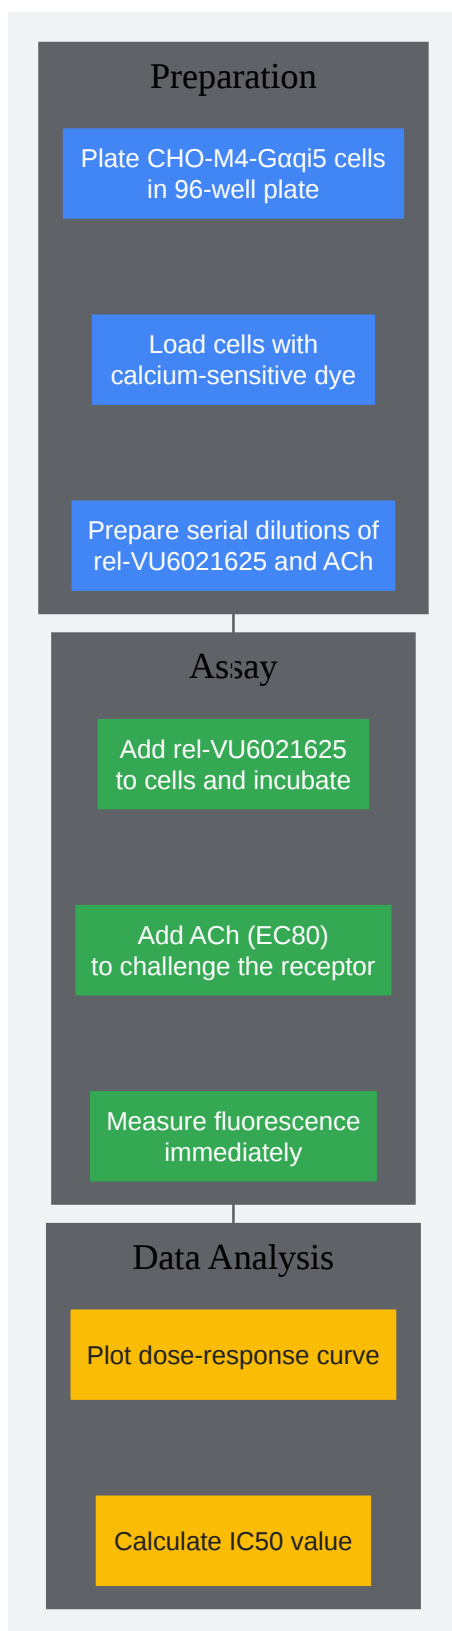 Preparation
Plate CHO-M4-Gαqi5 cells
in 96-well plate
Load cells with
calcium-sensitive dye
Prepare serial dilutions of
rel-VU6021625 and ACh
Assay
Add rel-VU6021625
to cells and incubate
Add ACh (EC80)
to challenge the receptor
Measure fluorescence
immediately
Data Analysis
Plot dose-response curve
Calculate IC50 value